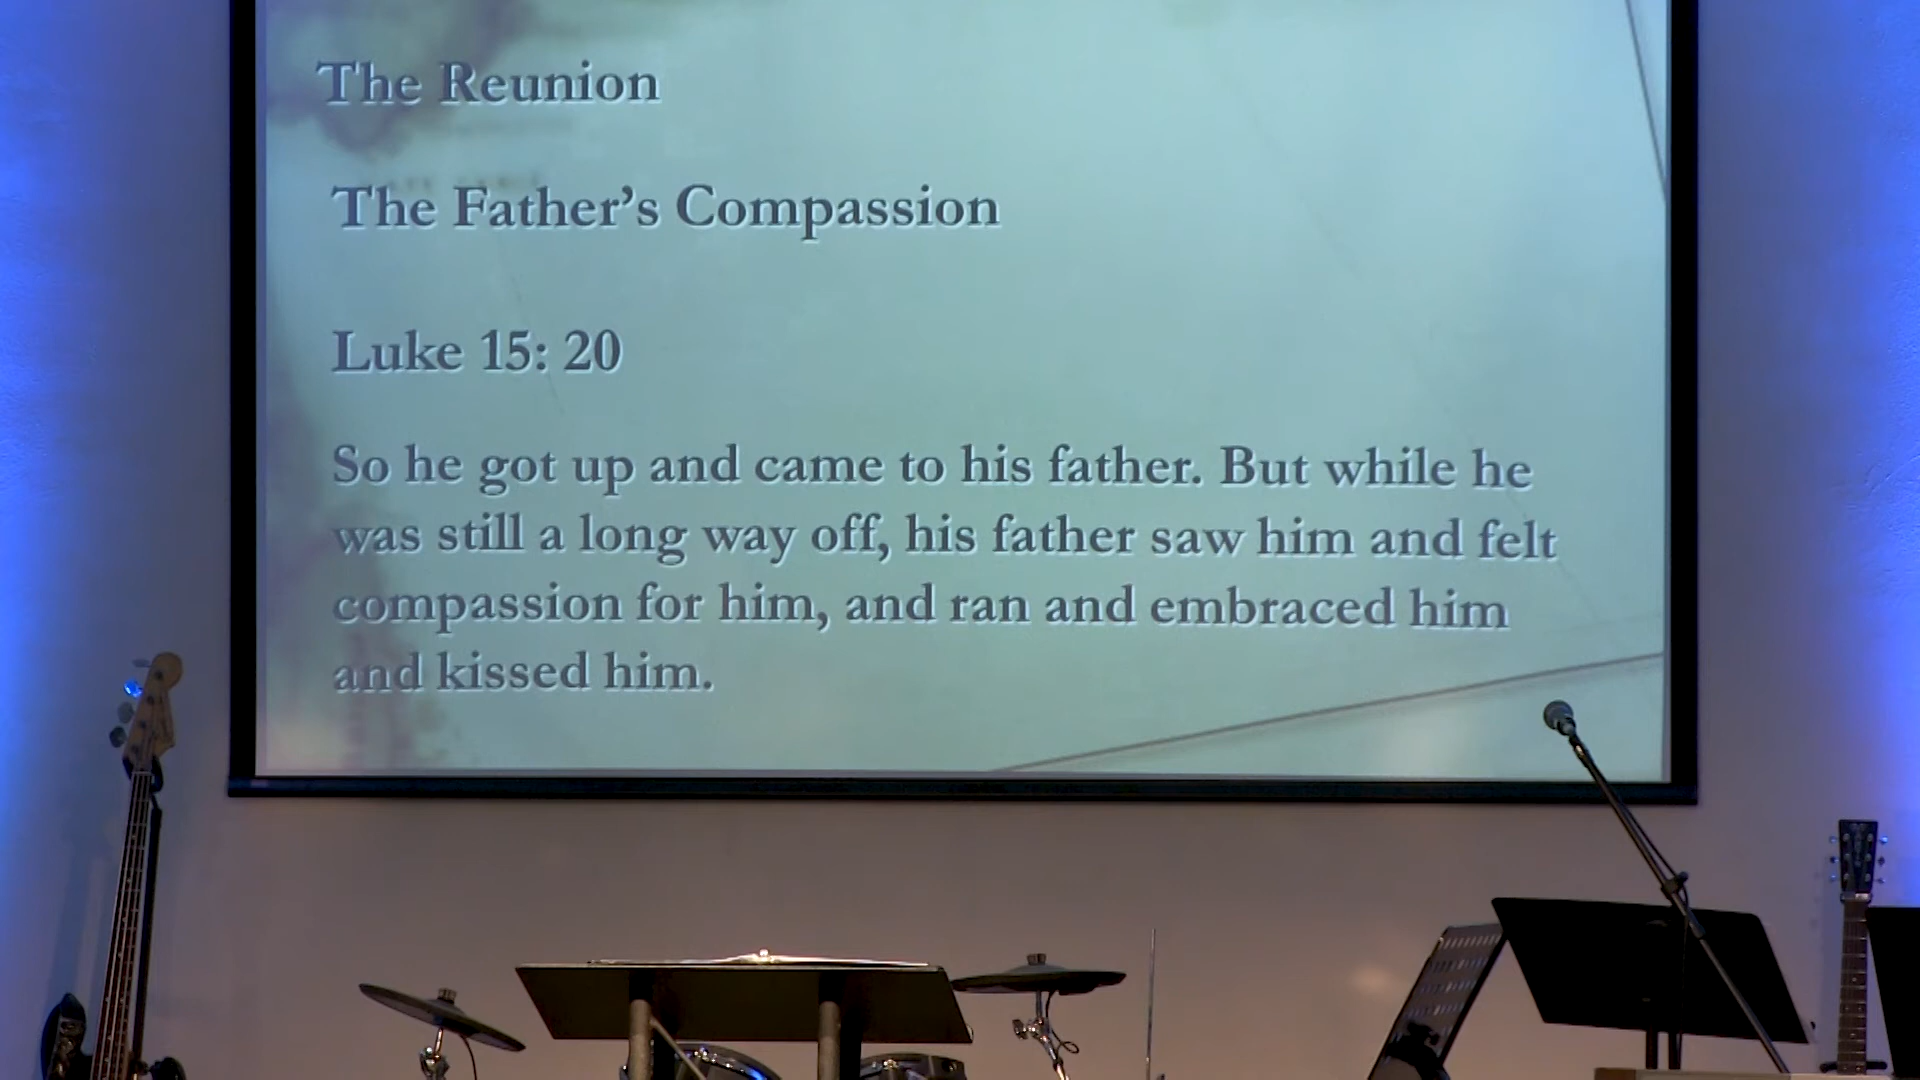 The Reunion
The Father’s Compassion
Luke 15: 20
So he got up and came to his father. But while he
was still a long way off, his father saw him and felt
compassion for him, and ran and embraced him
and kissed him.